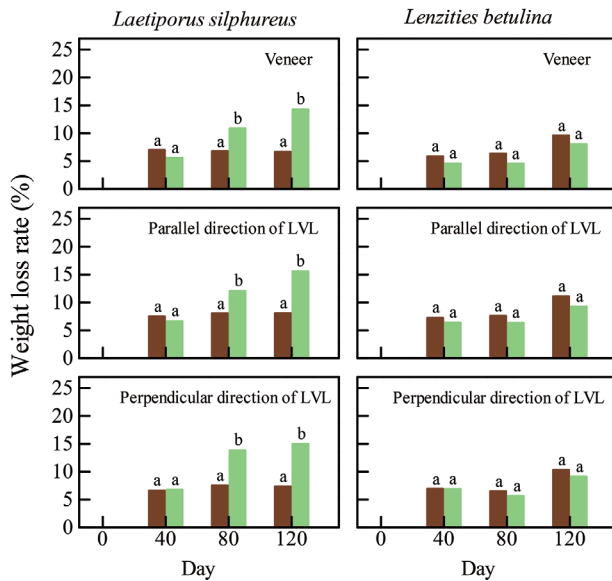 Laetiporus silphureus
Lenzities betulina
Weight loss rate (%)
25
20
15
10
5
0
Veneer
a
a
a
b
a
b
Veneer
a
a
a
a
a
a
25
20
15
10
5
0
Parallel direction of LVL
a
a
a
b
a
b
Parallel direction of LVL
a
a
a
a
a
a
25
20
15
10
5
0
Perpendicular direction of LVL
a
a
a
b
a
b
Perpendicular direction of LVL
a
a
a
a
a
a
0 40 80 120
0 40 80 120
Day
Day